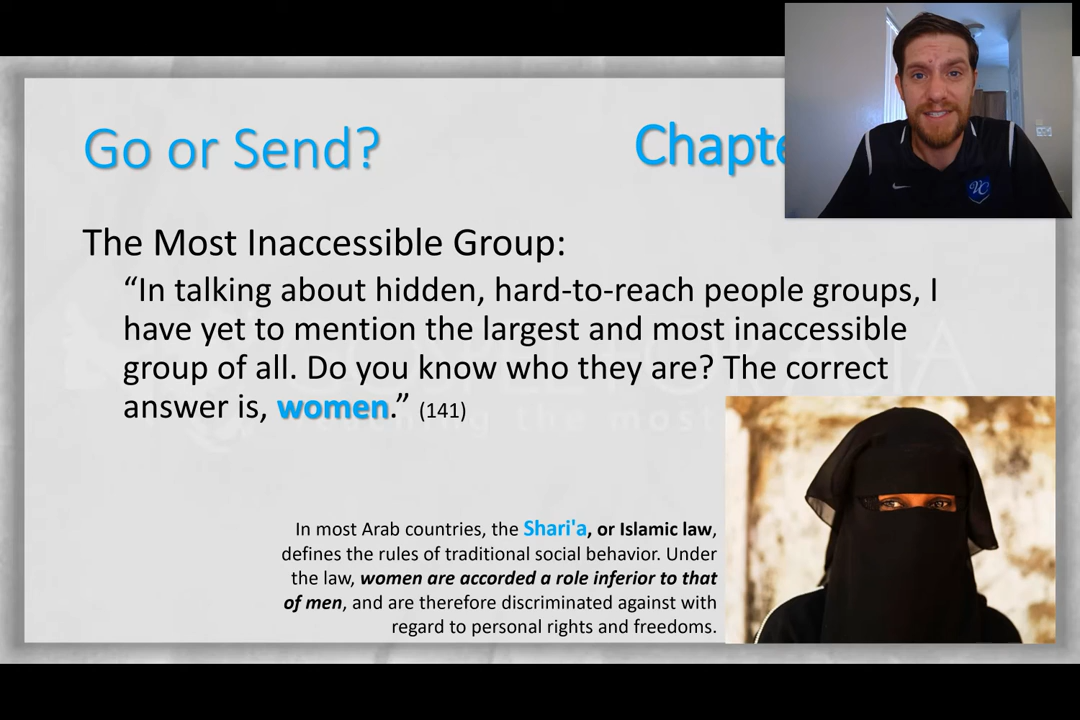 Go or Send?
Chapte
The Most Inaccessible Group:
“In talking about hidden, hard-to-reach people groups, I
have yet to mention the largest and most inaccessible
group of all. Do you know who they are? The correct
answer is, women.” (141)
In most Arab countries, the Shari'a, or Islamic law,
defines the rules of traditional social behavior. Under
the law, women are accorded a role inferior to that
of men, and are therefore discriminated against with
regard to personal rights and freedoms.
VC